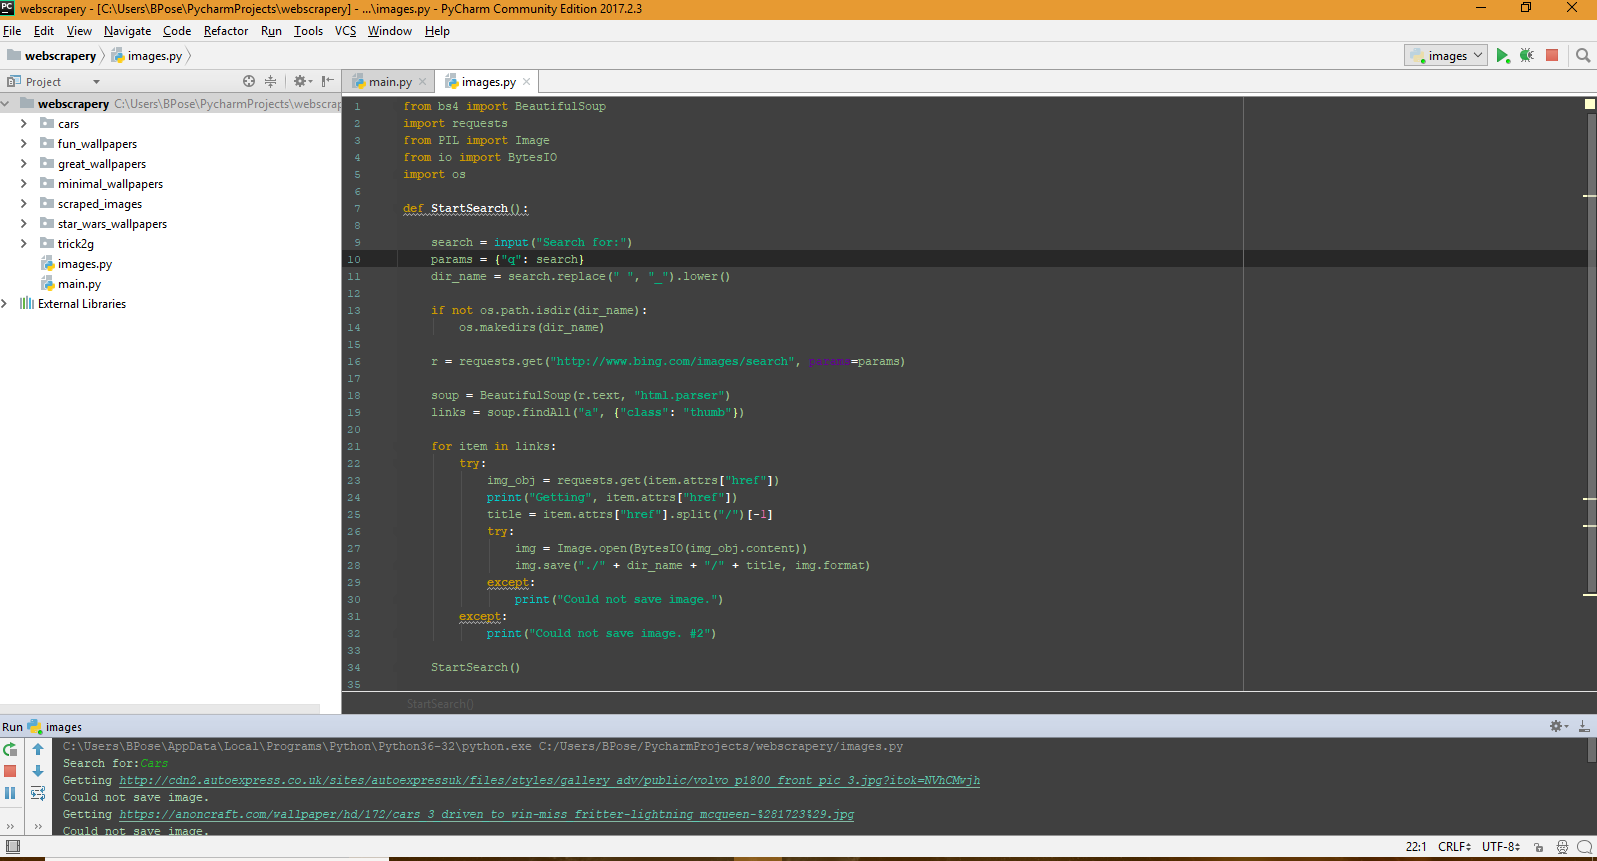 webscrapery - [C:\Users\BPose\PycharmProjects\webscrapery] - ...\images.py - PyCharm Community Edition 2017.2.3
File Edit View Navigate Code Refactor Run Tools VCS Window Help
webscrapery images.py images
Project main.py images.py
webscrapery C:\Users\BPose\PycharmProjects\webscrap
cars
fun_wallpapers
great_wallpapers
minimal_wallpapers
scraped_images
star_wars_wallpapers
trick2g
images.py
main.py
External Libraries
1 from bs4 import BeautifulSoup
2 import requests
3 from PIL import Image
4 from io import BytesIO
5 import os
6
7 def StartSearch():
8
9 search = input("Search for:")
10 params = {"q": search}
11 dir_name = search.replace(" ", "_").lower()
12
13 if not os.path.isdir(dir_name):
14 os.makedirs(dir_name)
15
16 r = requests.get("http://www.bing.com/images/search", params=params)
17
18 soup = BeautifulSoup(r.text, "html.parser")
19 links = soup.findAll("a", {"class": "thumb"})
20
21 for item in links:
22 try:
23 img_obj = requests.get(item.attrs["href"])
24 print("Getting", item.attrs["href"])
25 title = item.attrs["href"].split("/")[-1]
26 try:
27 img = Image.open(BytesIO(img_obj.content))
28 img.save("./" + dir_name + "/" + title, img.format)
29 except:
30 print("Could not save image.")
31 except:
32 print("Could not save image. #2")
33
34 StartSearch()
35
StartSearch()
Run images
C:\Users\BPose\AppData\Local\Programs\Python\Python36-32\python.exe C:/Users/BPose/PycharmProjects/webscrapery/images.py
Search for:Cars
Getting http://cdn2.autoexpress.co.uk/sites/autoexpressuk/files/styles/gallery_adv/public/volvo_p1800_front_pic_3.jpg?itok=NVhCMwjh
Could not save image.
Getting https://anoncraft.com/wallpaper/hd/172/cars_3_driven_to_win-miss_fritter-lightning_mcqueen-%281723%29.jpg
Could not save image.
22:1 CRLF UTF-8